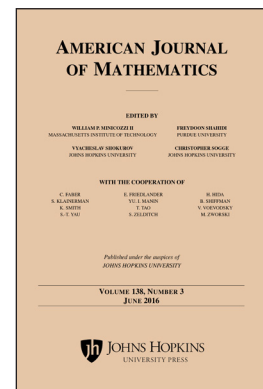 AMERICAN JOURNAL
OF MATHEMATICS
EDITED BY
WILLIAM P. MINICOZZI II
MASSACHUSETTS INSTITUTE OF TECHNOLOGY
FREYDOON SHAHIDI
PURDUE UNIVERSITY
VYACHESLAV SHOKUROV
JOHNS HOPKINS UNIVERSITY
CHRISTOPHER SOGGE
JOHNS HOPKINS UNIVERSITY
WITH THE COOPERATION OF
C. FABER
S. KLAINERMAN
K. SMITH
S.-T. YAU
E. FRIEDLANDER
YU. I. MANIN
T. TAO
S. ZELDITCH
H. HIDA
B. SHIFFMAN
V. VOEVODSKY
M. ZWORSKI
Published under the auspices of
JOHNS HOPKINS UNIVERSITY
VOLUME 138, NUMBER 3
JUNE 2016
JOHNS HOPKINS
UNIVERSITY PRESS